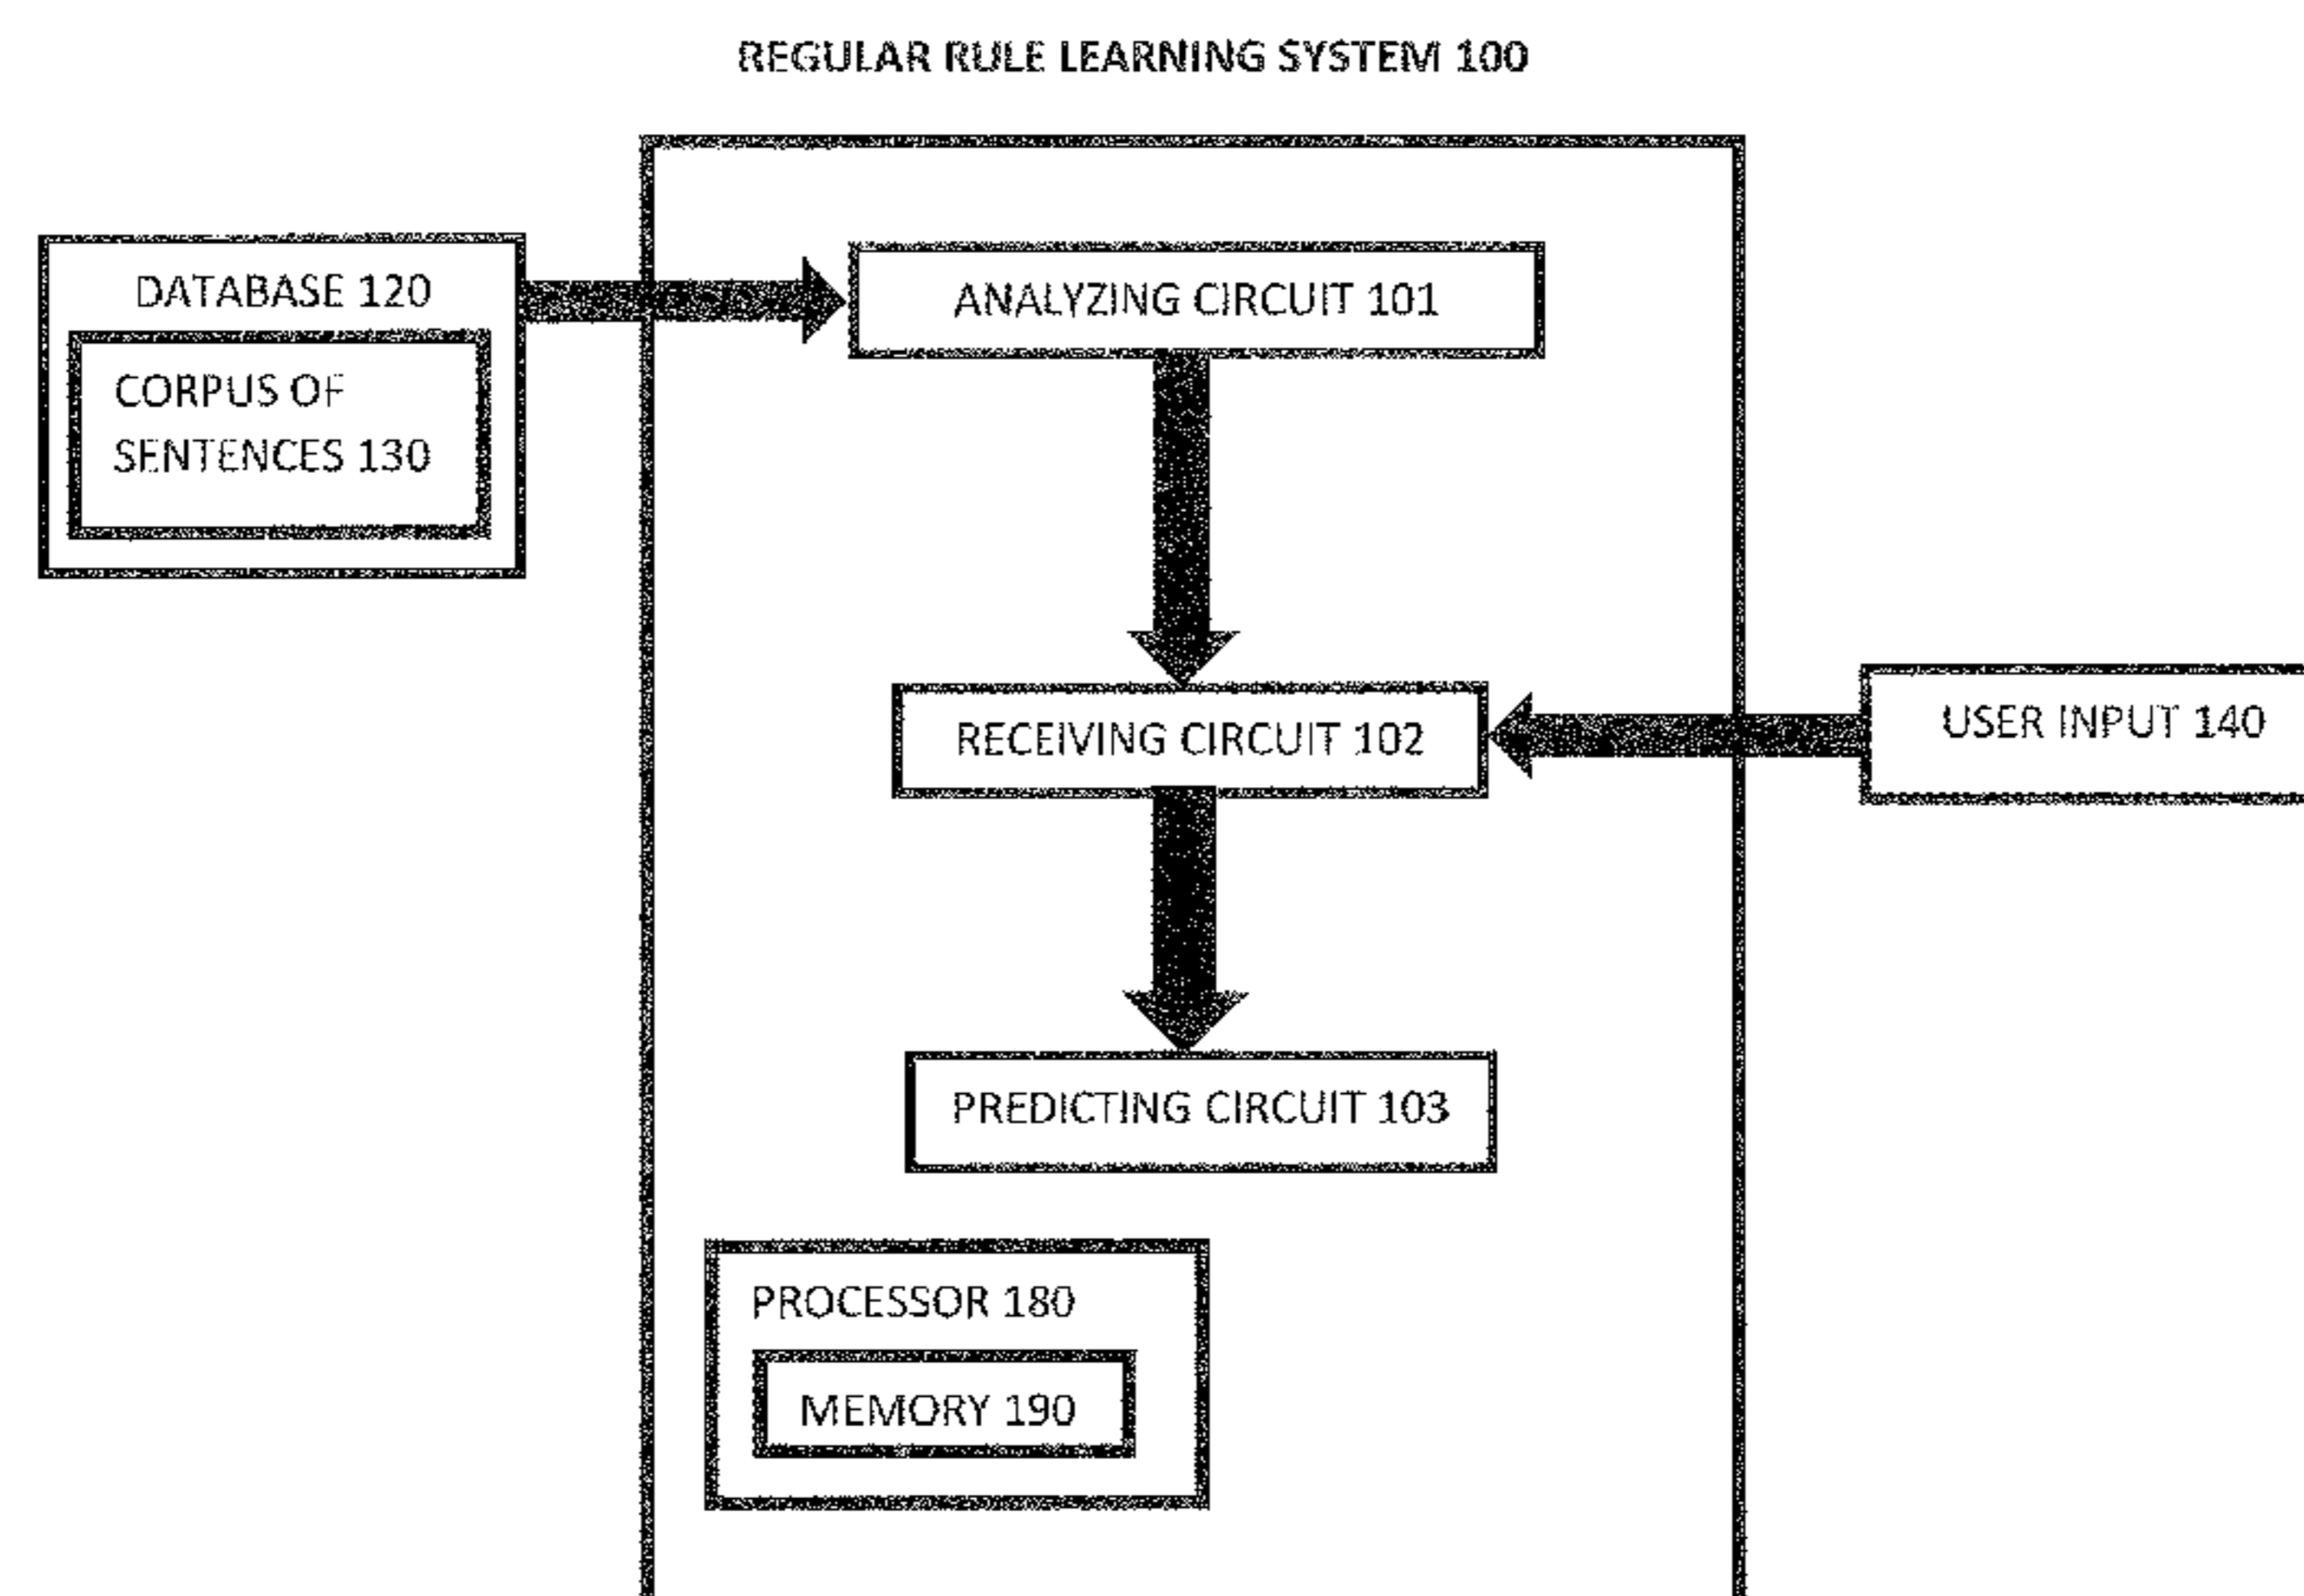 REGULAR RULE LEARNING SYSTEM 100
DATABASE 120
CORPUS OF
SENTENCES 130
ANALYZING CIRCUIT 101
RECEIVING CIRCUIT 102
USER INPUT 140
PREDICTING CIRCUIT 103
PROCESSOR 180
MEMORY 190